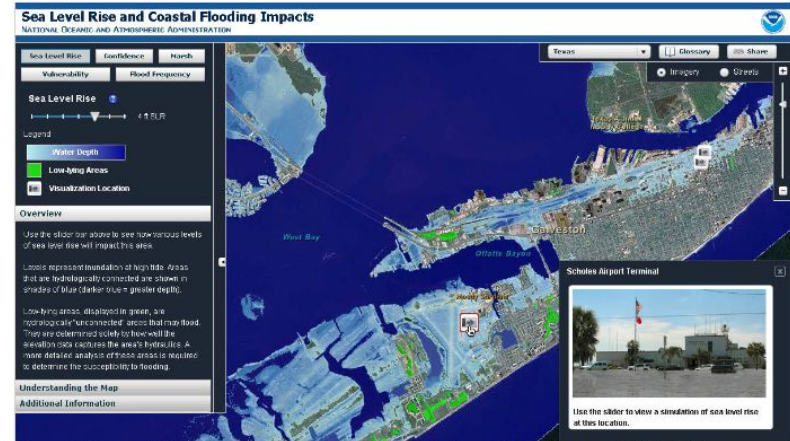 Sea Level Rise and Coastal Flooding Impacts
NATIONAL OCEANIC AND ATMOSPHERIC ADMINISTRATION
Sea Level Rise
Confidence
Marsh
Vulnerability
Flood Frequency
Sea Level Rise
4 ft SLR
Legend
Water Depth
Low-lying Areas
Visualization Location
Overview
Use the slider bar above to see how various levels
of sea level rise will impact this area.
Levels represent inundation at high tide. Areas
that are hydrologically connected are shown in
shades of blue (darker blue = greater depth).
Low-lying areas, displayed in green, are
hydrologically "unconnected" areas that may flood.
They are determined solely by how well the
elevation data captures the area's hydraulics. A
more detailed analysis of these areas is required
to determine the susceptibility to flooding.
Understanding the Map
Additional Information
Texas
Glossary
Share
Imagery
Streets
West Bay
Offatts Bayou
Galveston
Moody Gardens
Scholes Airport Terminal
Use the slider to view a simulation of sea level rise
at this location.